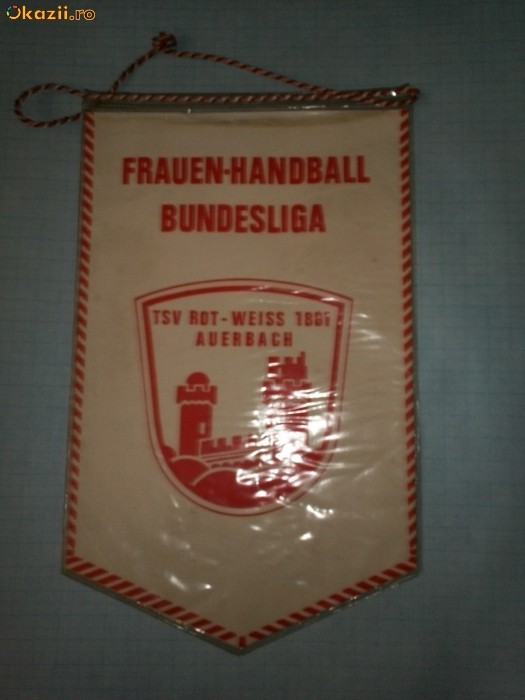 Okazii.ro
FRAUEN-HANDBALL
BUNDESLIGA
TSV ROT-WEISS
AUERBACH